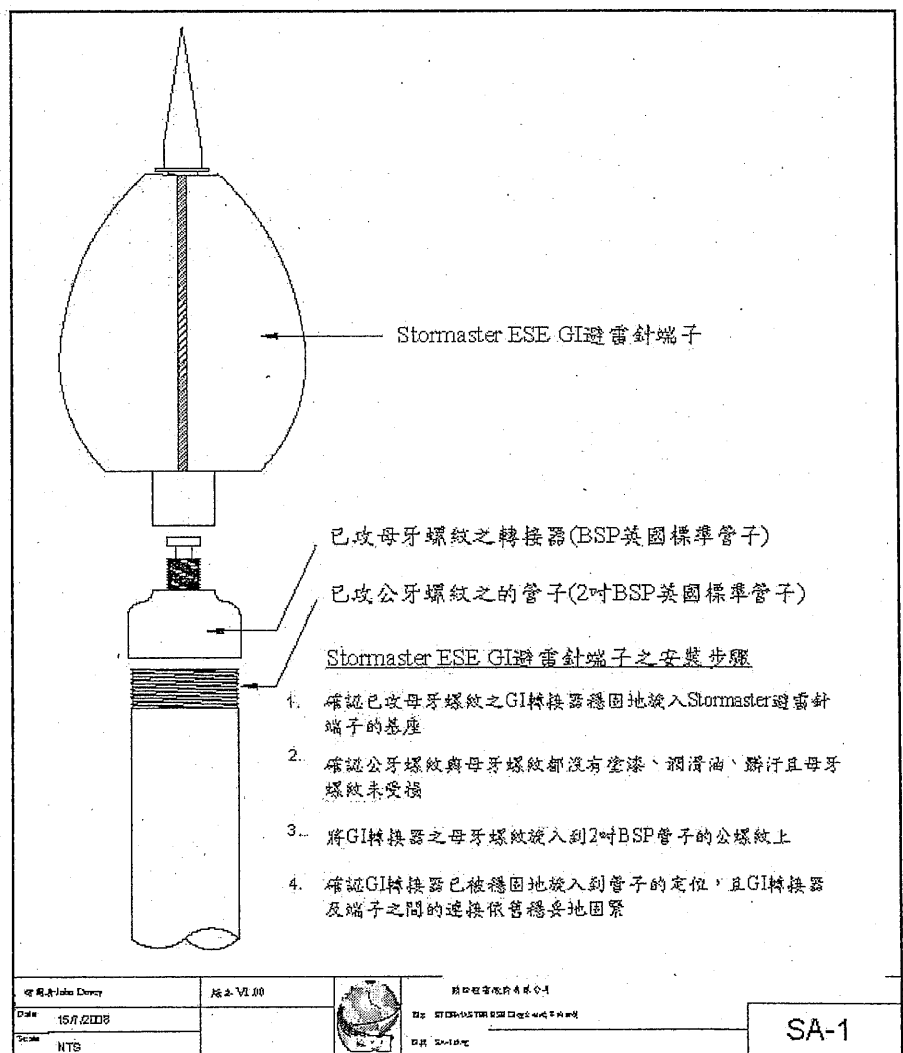 Stormaster ESE GI避雷針端子
已攻母牙螺紋之轉接器(BSP英國標準管子)
已攻公牙螺紋之的管子(2吋BSP英國標準管子)
Stormaster ESE GI避雷針端子之安裝步驟
1. 確認已攻母牙螺紋之GI轉接器穩固地旋入Stormaster避雷針
端子的基座
2. 確認公牙螺紋與母牙螺紋都沒有塗漆、潤滑油、髒汙且母牙
螺紋未受損
3. 將GI轉接器之母牙螺紋旋入到2吋BSP管子的公螺紋上
4. 確認GI轉接器已被穩固地旋入到管子的定位，且GI轉接器
及端子之間的連接依舊穩妥地固緊
John Davey
版本 V1.00
Date
Scale NTS
SA-1